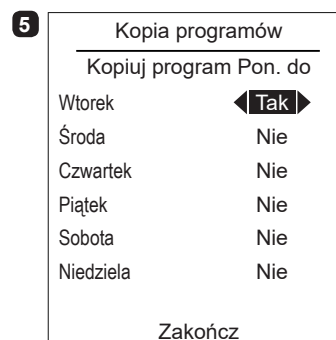 5
Kopia programów
Kopiuj program Pon. do
Wtorek Tak
Środa Nie
Czwartek Nie
Piątek Nie
Sobota Nie
Niedziela Nie
Zakończ